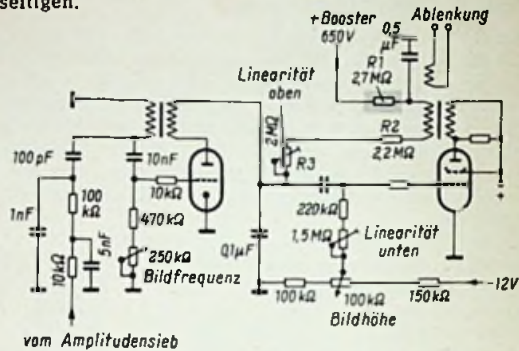 seitigen.
+Booster
650V
Ablenkung
0,5
µF
R1
2,7MΩ
Linearität
oben
2MΩ
R3
R2
2,2MΩ
100pF
10nF
10kΩ
100
kΩ
1nF
5nF
470kΩ
250kΩ
Bildfrequenz
10kΩ
0,1µF
220kΩ
1,5MΩ
Linearität
unten
+
100kΩ
100kΩ
150kΩ
-12V
Bildhöhe
vom Amplitudensieb